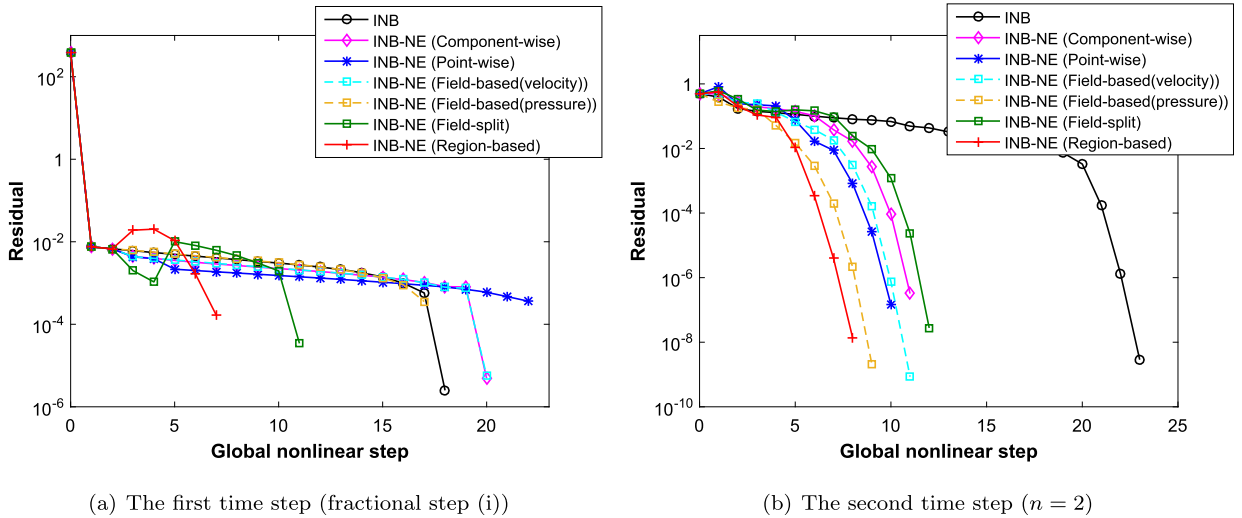 INB
INB-NE (Component-wise)
INB-NE (Point-wise)
INB-NE (Field-based(velocity))
INB-NE (Field-based(pressure))
INB-NE (Field-split)
INB-NE (Region-based)
10^2
1
10^-2
10^-4
10^-6
Residual
0 5 10 15 20
Global nonlinear step
(a) The first time step (fractional step (i))
INB
INB-NE (Component-wise)
INB-NE (Point-wise)
INB-NE (Field-based(velocity))
INB-NE (Field-based(pressure))
INB-NE (Field-split)
INB-NE (Region-based)
1
10^-2
10^-4
10^-6
10^-8
10^-10
Residual
0 5 10 15 20 25
Global nonlinear step
(b) The second time step (n = 2)